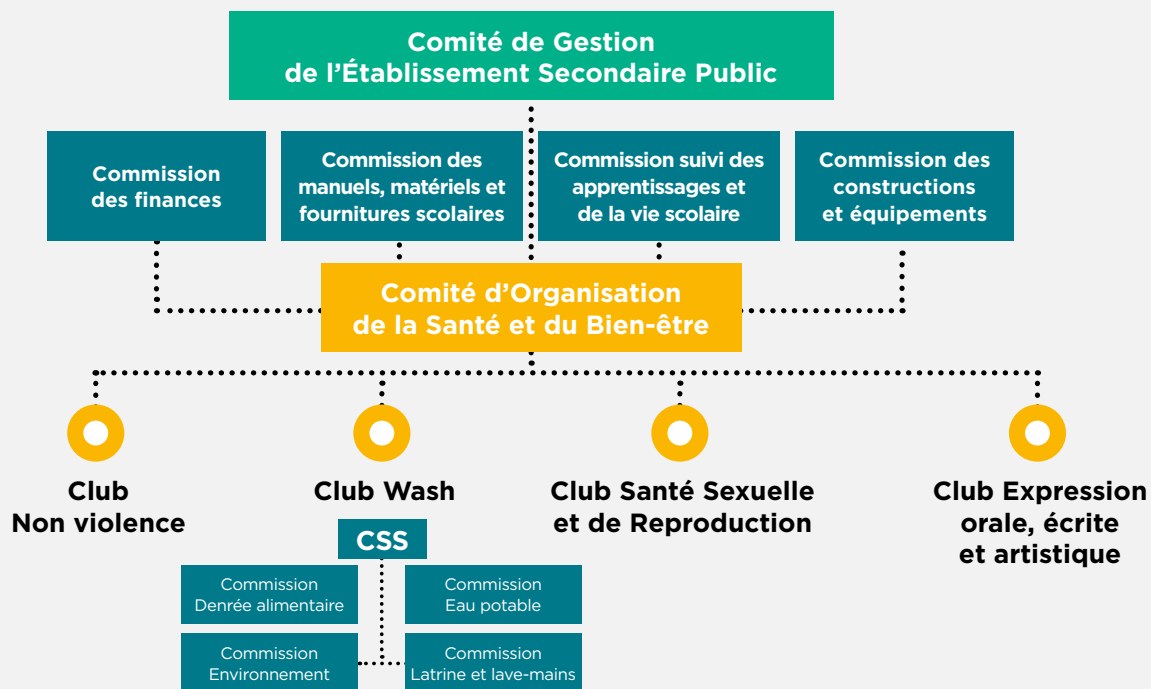 Comité de Gestion
de l'Établissement Secondaire Public
Commission
des finances
Commission des
manuels, matériels et
fournitures scolaires
Commission suivi des
apprentissages et
de la vie scolaire
Commission des
constructions
et équipements
Comité d'Organisation
de la Santé et du Bien-être
Club
Non violence
Club Wash
Club Santé Sexuelle
et de Reproduction
Club Expression
orale, écrite
et artistique
CSS
Commission
Denrée alimentaire
Commission
Eau potable
Commission
Environnement
Commission
Latrine et lave-mains